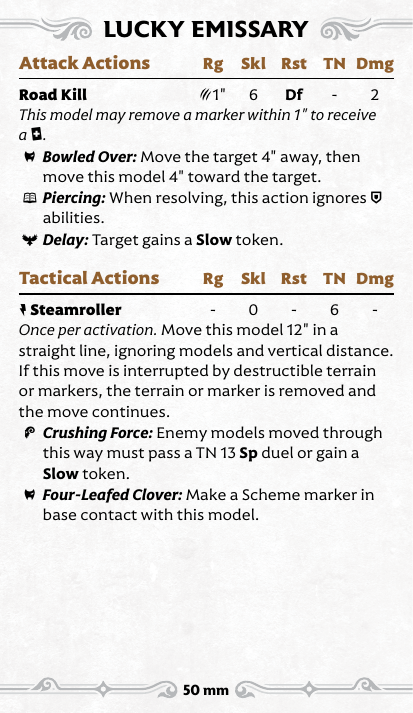 LUCKY EMISSARY
Attack Actions Rg Skl Rst TN Dmg
Road Kill 1" 6 Df - 2
This model may remove a marker within 1" to receive
a .
Bowled Over: Move the target 4" away, then
move this model 4" toward the target.
Piercing: When resolving, this action ignores
abilities.
Delay: Target gains a Slow token.
Tactical Actions Rg Skl Rst TN Dmg
Steamroller - 0 - 6 -
Once per activation. Move this model 12" in a
straight line, ignoring models and vertical distance.
If this move is interrupted by destructible terrain
or markers, the terrain or marker is removed and
the move continues.
Crushing Force: Enemy models moved through
this way must pass a TN 13 Sp duel or gain a
Slow token.
Four-Leafed Clover: Make a Scheme marker in
base contact with this model.
50 mm